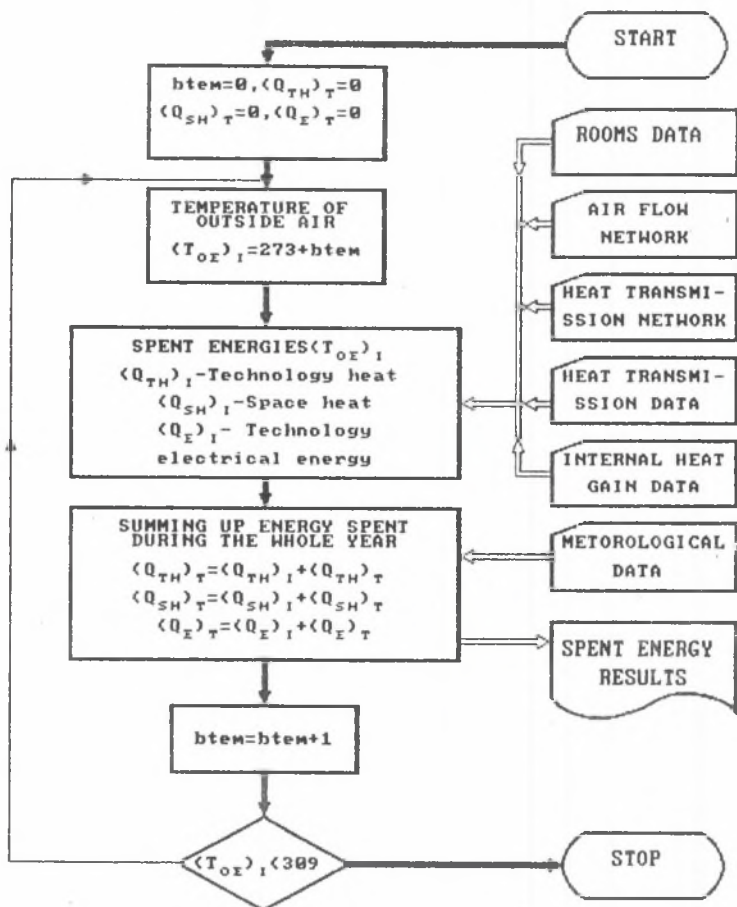 START
btem=0,(Q_TH)_T=0
(Q_SH)_T=0,(Q_E)_T=0
TEMPERATURE OF
OUTSIDE AIR
(T_OE)_I=273+btem
SPENT ENERGIES(T_OE)_I
(Q_TH)_I-Technology heat
(Q_SH)_I-Space heat
(Q_E)_I- Technology
electrical energy
SUMMING UP ENERGY SPENT
DURING THE WHOLE YEAR
(Q_TH)_T=(Q_TH)_I+(Q_TH)_T
(Q_SH)_T=(Q_SH)_I+(Q_SH)_T
(Q_E)_T=(Q_E)_I+(Q_E)_T
btem=btem+1
(T_OE)_I<309
ROOMS DATA
AIR FLOW
NETWORK
HEAT TRANSMI-
SSION NETWORK
HEAT TRANSMI-
SSION DATA
INTERNAL HEAT
GAIN DATA
METOROLOGICAL
DATA
SPENT ENERGY
RESULTS
STOP